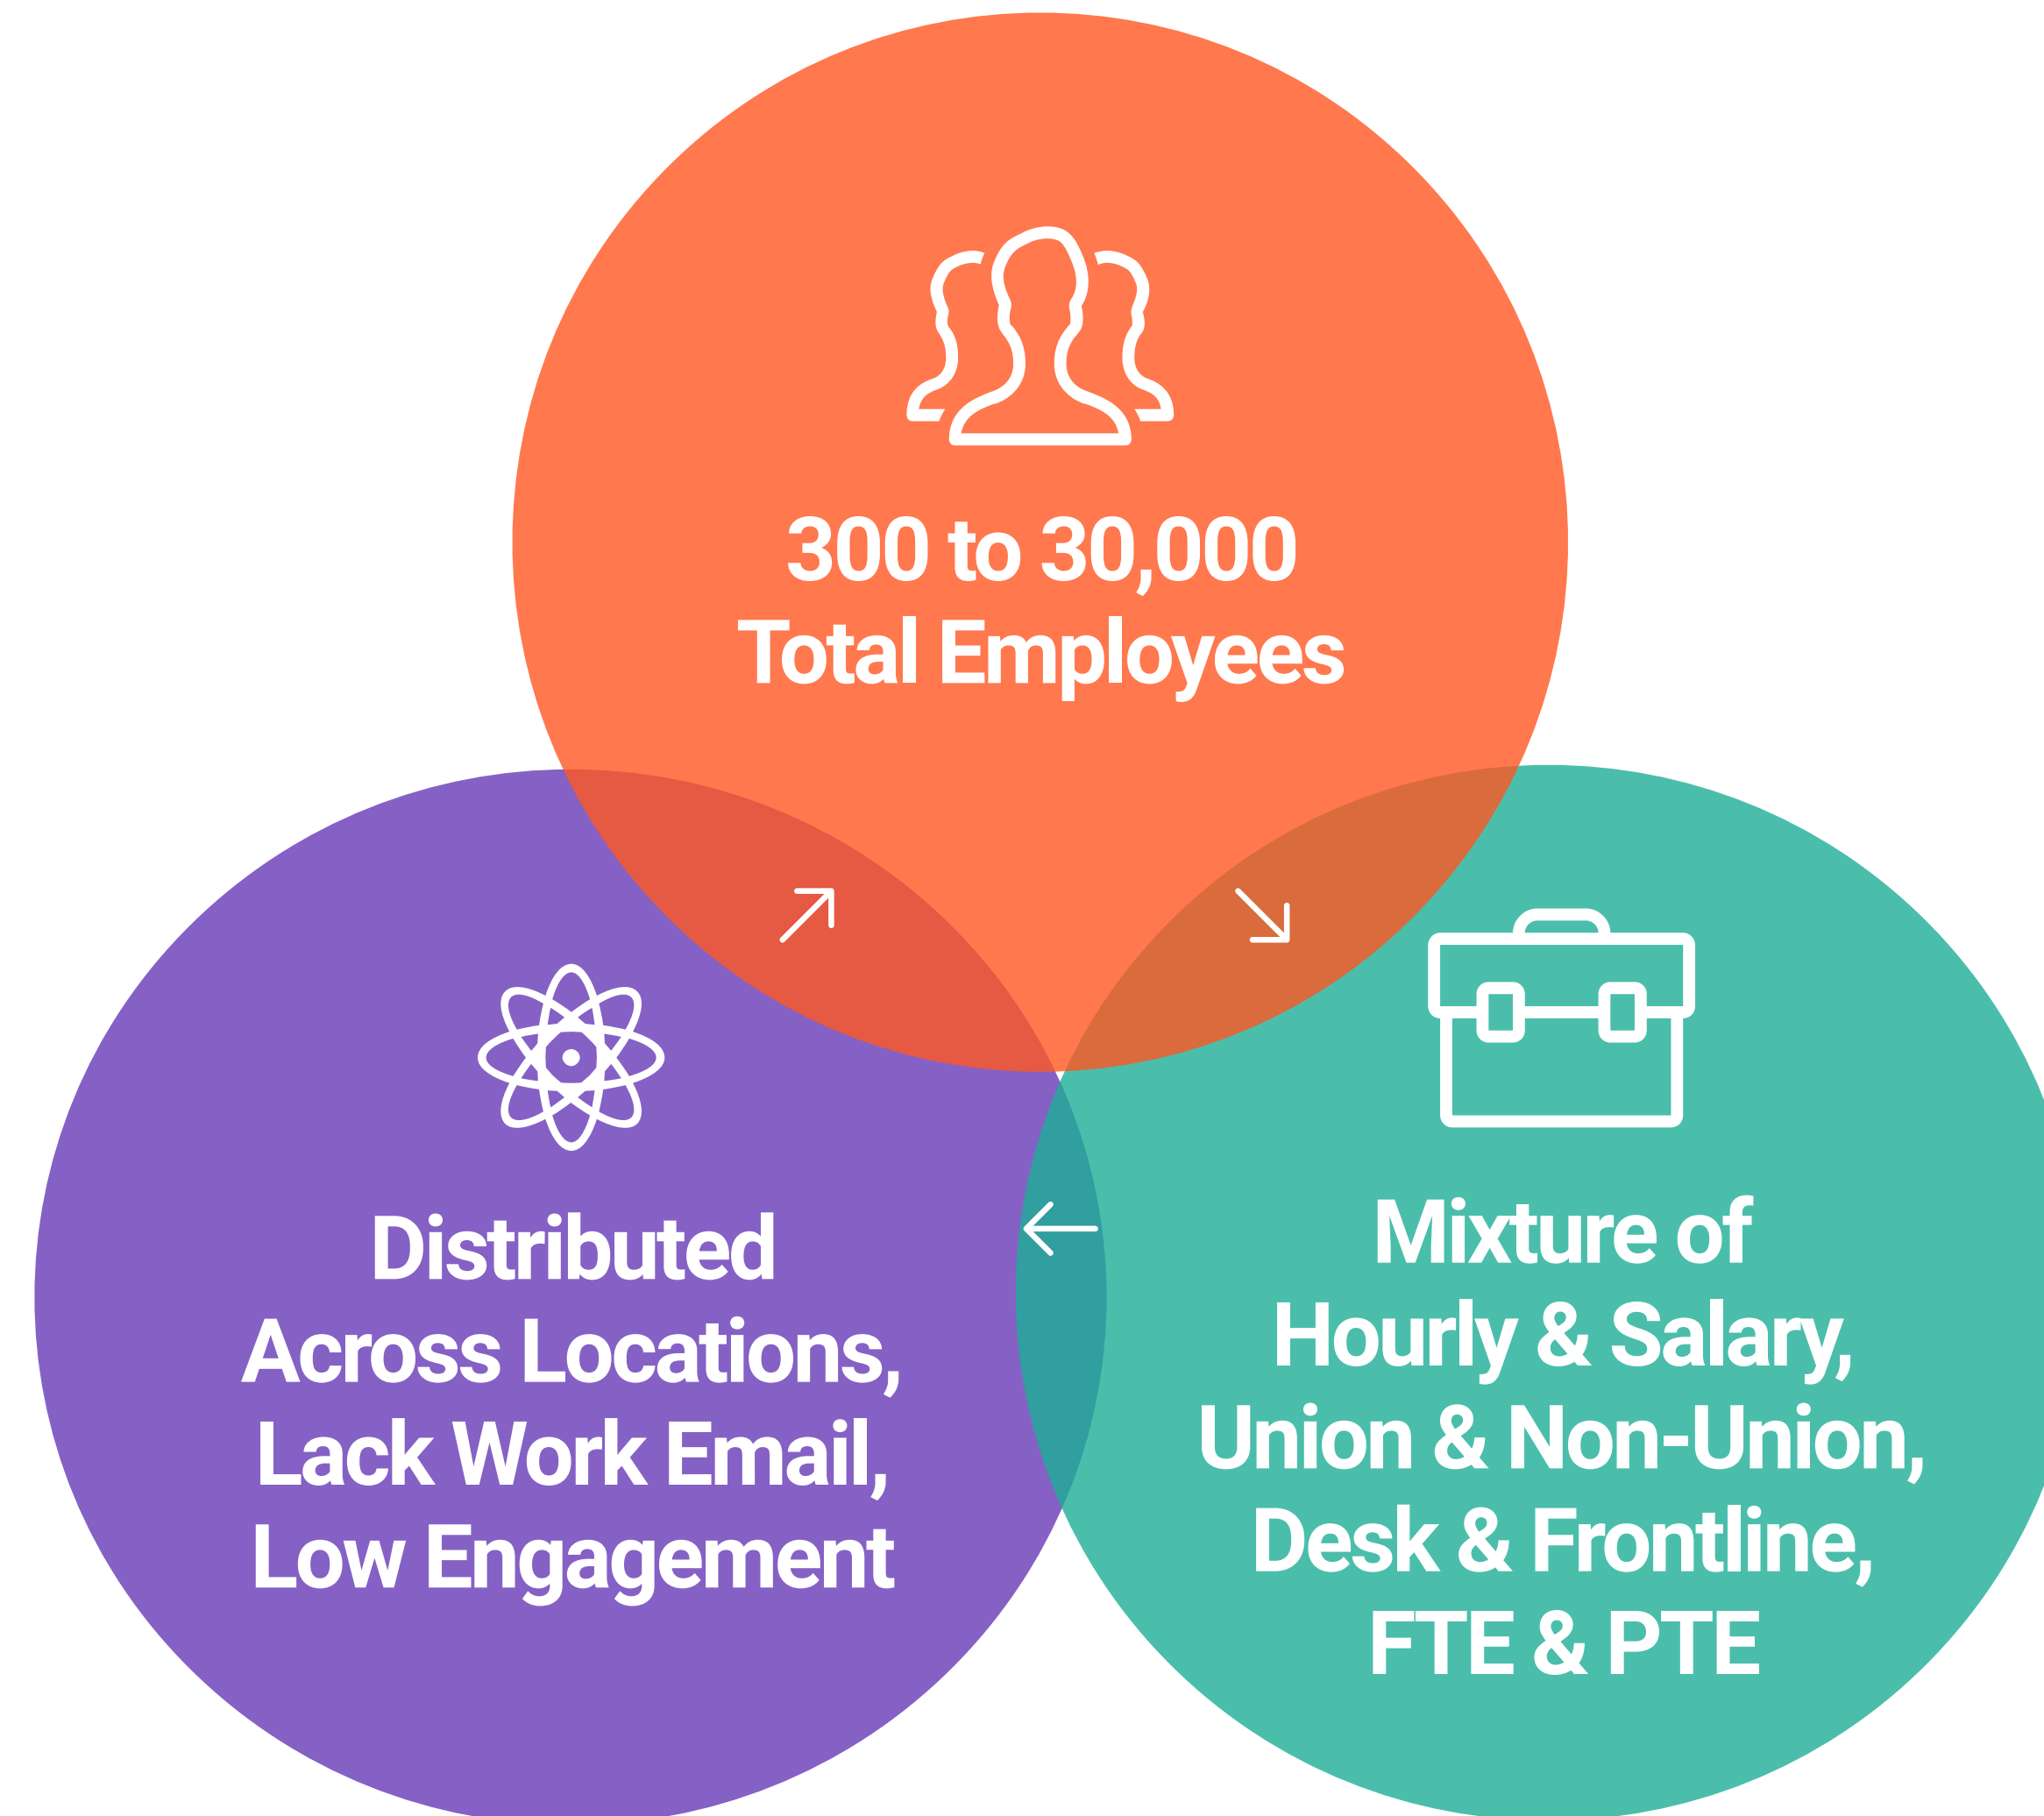 300 to 30,000
Total Employees
Distributed
Across Locations,
Lack Work Email,
Low Engagement
Mixture of
Hourly & Salary,
Union & Non-Union,
Desk & Frontline,
FTE & PTE